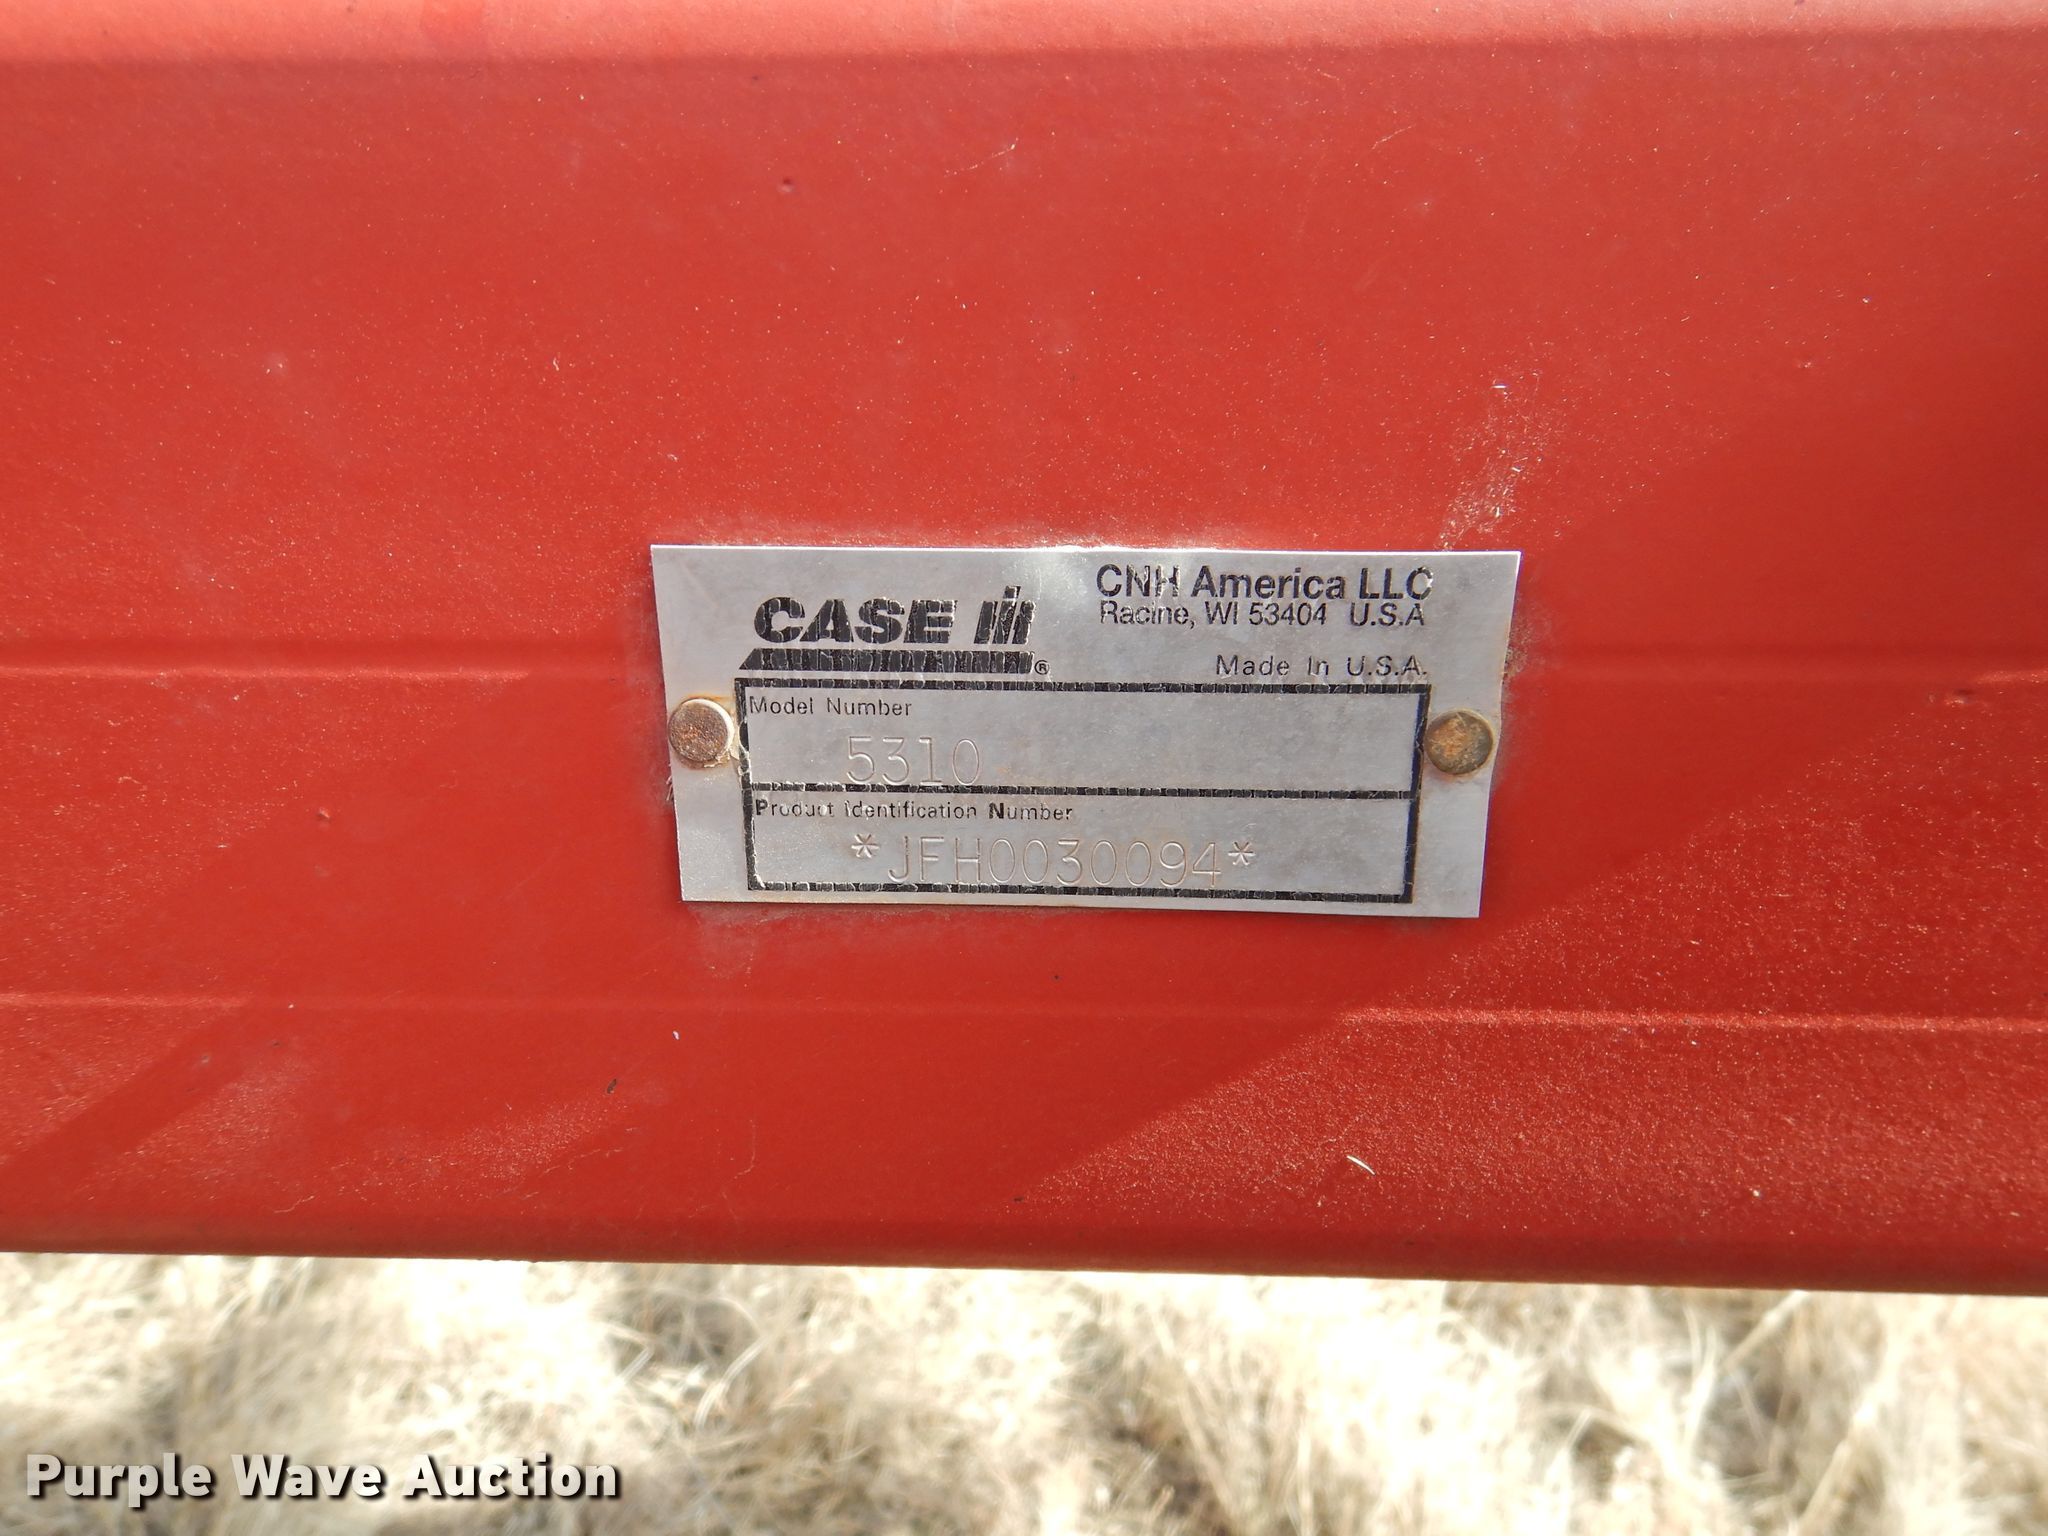 CASE IH
®
CNH America LLC
Racine, WI 53404 U.S.A
Made In U.S.A.
Model Number
5310
Product Identification Number
*JFH0030094*
Purple Wave Auction